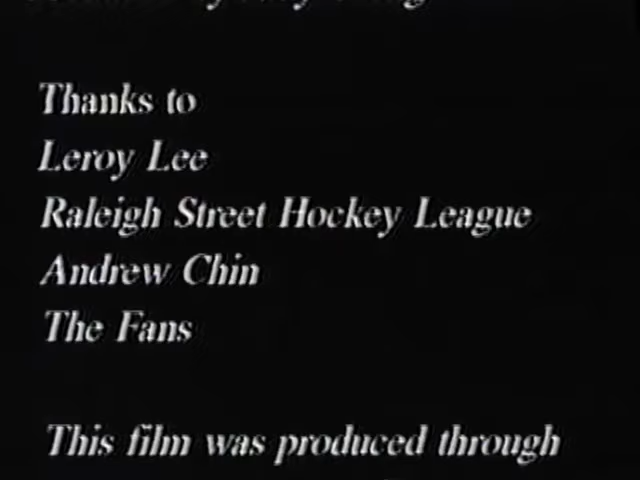 Thanks to
Leroy Lee
Raleigh Street Hockey League
Andrew Chin
The Fans
This film was produced through